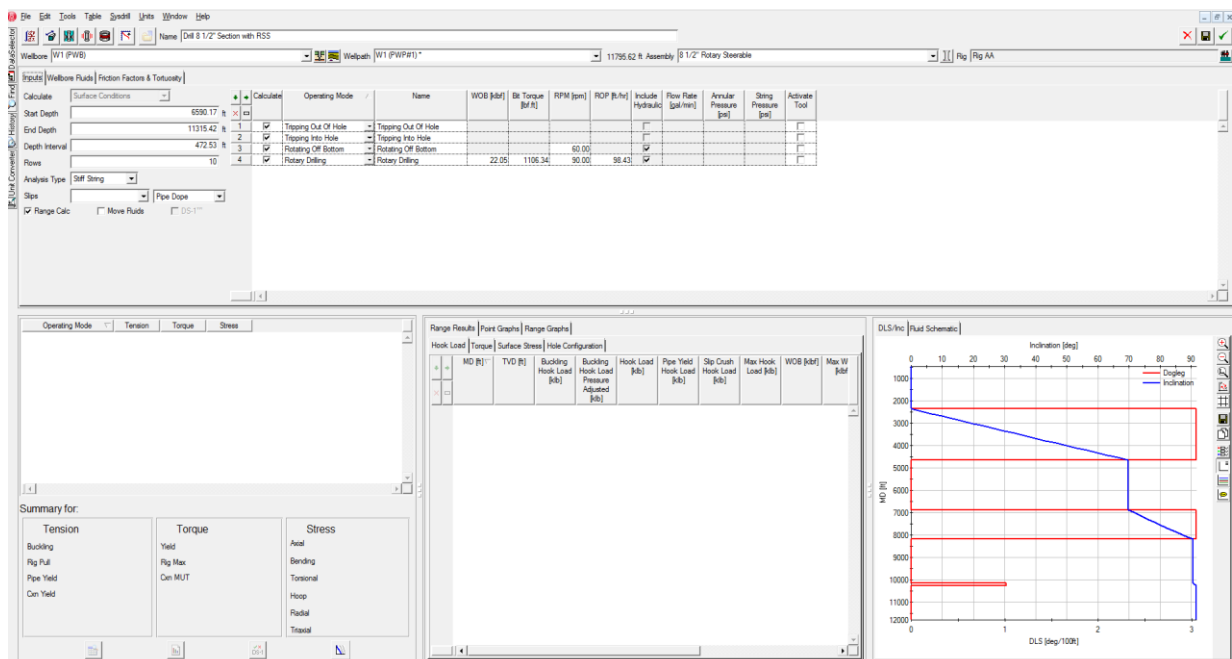 File Edit Tools Table Sysdrill Units Window Help
Name Drill 8 1/2" Section with RSS
Wellbore W1 (PWB) Wellpath W1 (PWP#1) * 11795.62 ft Assembly 8 1/2" Rotary Steerable Rig Rig AA
DataSelector
Find
History
Unit Converter
Inputs Wellbore Fluids Friction Factors & Tortuosity
Calculate Surface Conditions
Start Depth 6590.17 ft
End Depth 11315.42 ft
Depth Interval 472.53 ft
Rows 10
Analysis Type Stiff String
Slips Pipe Dope
Range Calc Move Fluids DS-1™
Calculate Operating Mode Name WOB [klbf] Bit Torque [lbf.ft] RPM [rpm] ROP [ft/hr] Include Hydraulic Flow Rate [gal/min] Annular Pressure [psi] String Pressure [psi] Activate Tool
1 Tripping Out Of Hole Tripping Out Of Hole
2 Tripping Into Hole Tripping Into Hole
3 Rotating Off Bottom Rotating Off Bottom 60.00
4 Rotary Drilling Rotary Drilling 22.05 1106.34 90.00 98.43
Operating Mode Tension Torque Stress
Summary for:
Tension Torque Stress
Buckling Yield Axial
Rig Pull Rig Max Bending
Pipe Yield Cxn MUT Torsional
Cxn Yield Hoop
Radial
Triaxial
DS-1
Range Results Point Graphs Range Graphs
Hook Load Torque Surface Stress Hole Configuration
MD [ft] TVD [ft] Buckling Hook Load [klb] Buckling Hook Load Pressure Adjusted [klb] Hook Load [klb] Pipe Yield Hook Load [klb] Slip Crush Hook Load [klb] Max Hook Load [klb] WOB [klbf] Max W [klbf
DLS/Inc Fluid Schematic
Inclination [deg]
0 10 20 30 40 50 60 70 80 90
Dogleg
Inclination
1000
2000
3000
4000
5000
6000
7000
8000
9000
10000
11000
12000
MD [ft]
0 1 2 3
DLS [deg/100ft]